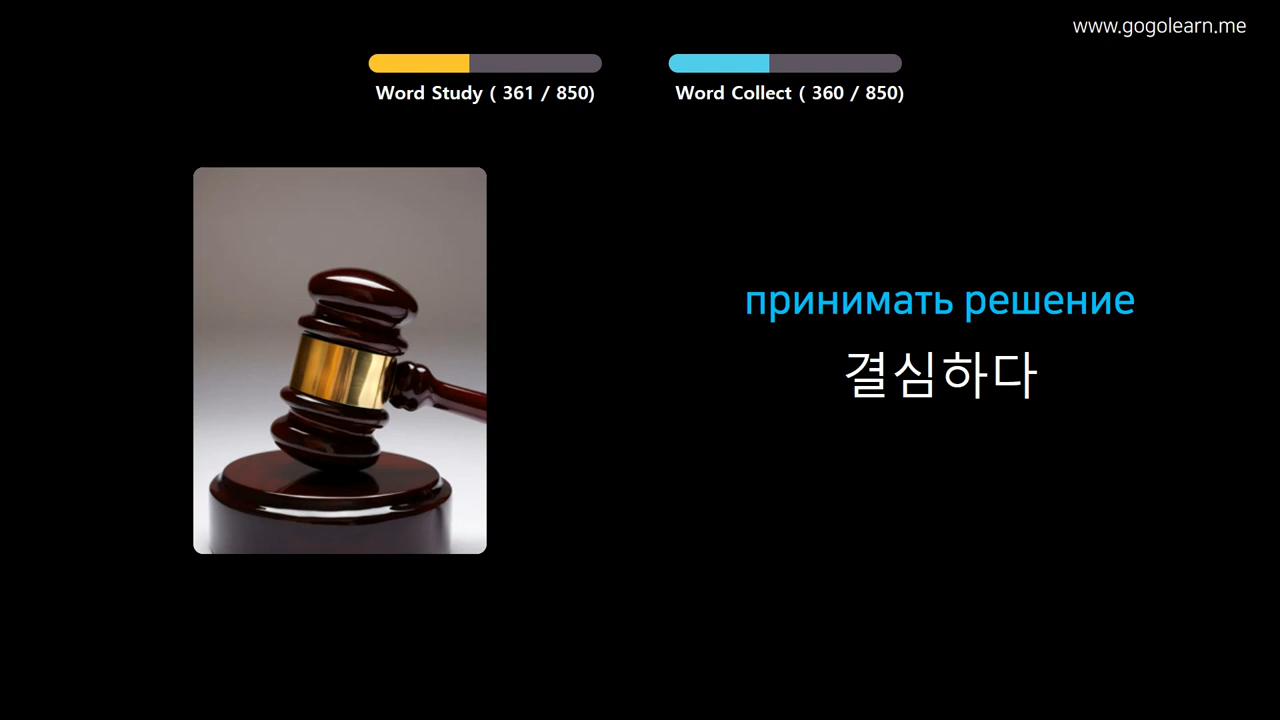 www.gogolearn.me
Word Study ( 361 / 850)
Word Collect ( 360 / 850)
принимать решение
결심하다